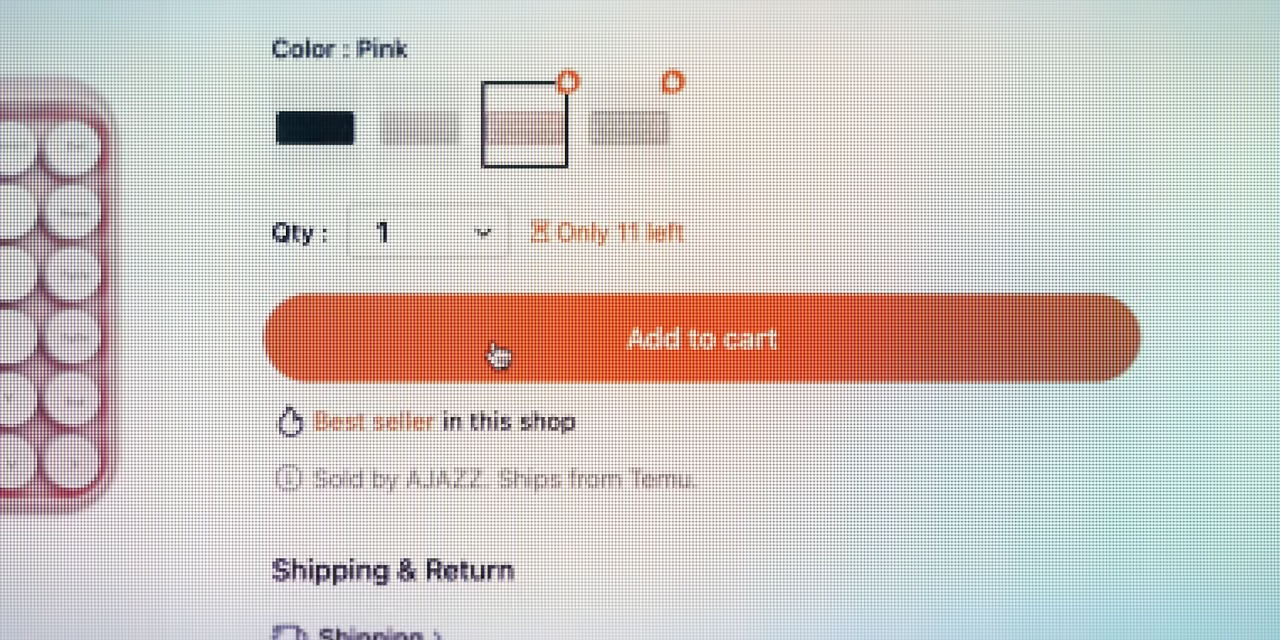 Color : Pink
Qty : 1 Only 11 left
Add to cart
Best seller in this shop
Sold by AJAZZ. Ships from Temu.
Shipping & Return
Shipping ›